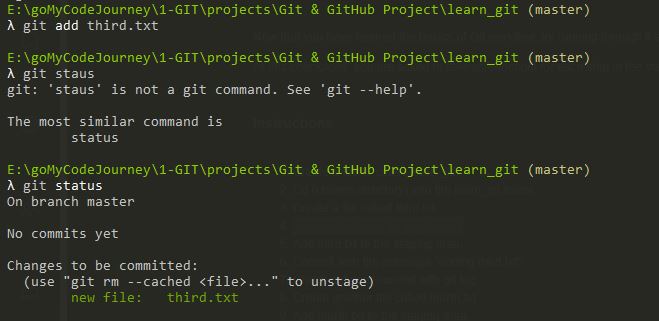 E:\goMyCodeJourney\1-GIT\projects\Git & GitHub Project\learn_git (master)
λ git add third.txt
E:\goMyCodeJourney\1-GIT\projects\Git & GitHub Project\learn_git (master)
λ git staus
git: 'staus' is not a git command. See 'git --help'.
The most similar command is
status
E:\goMyCodeJourney\1-GIT\projects\Git & GitHub Project\learn_git (master)
λ git status
On branch master
No commits yet
Changes to be committed:
(use "git rm --cached <file>..." to unstage)
new file: third.txt
Instructions